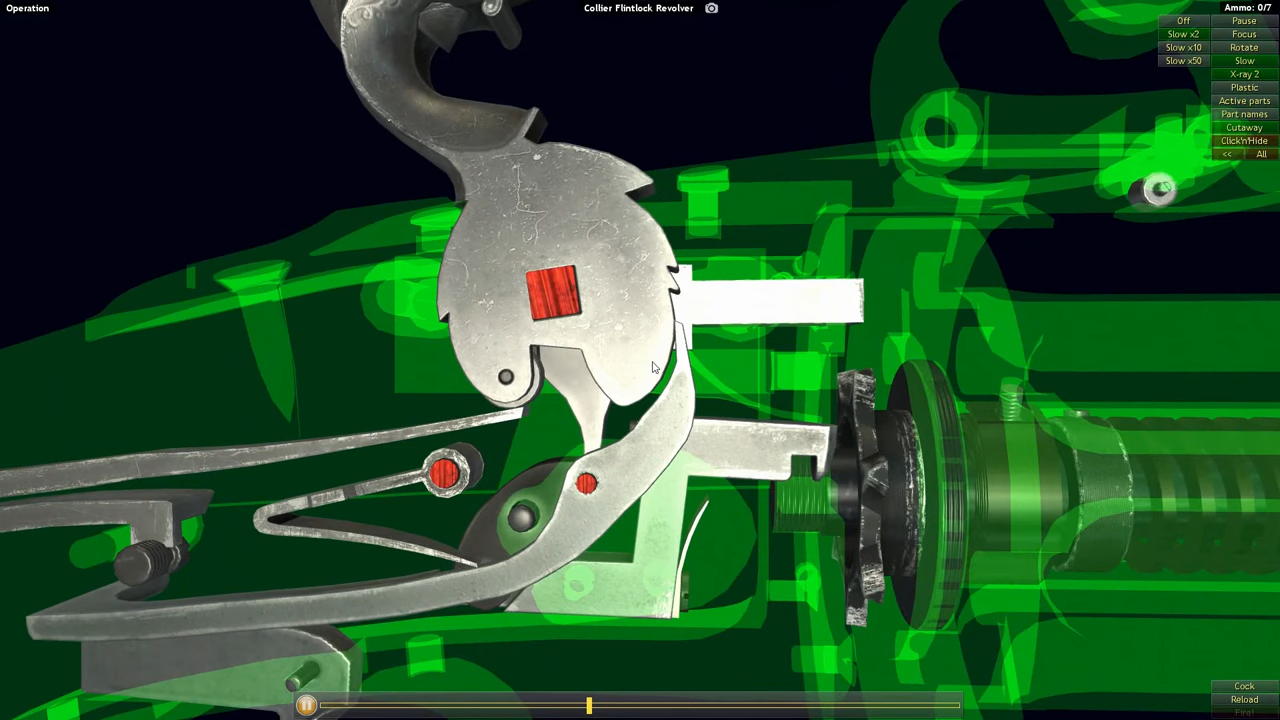 Operation
Collier Flintlock Revolver
Ammo: 0/7
Off
Pause
Slow x2
Focus
Slow x10
Rotate
Slow x50
Slow
X-ray 2
Plastic
Active parts
Part names
Cutaway
Click'n'Hide
<< All
Cock
Reload
Fire!